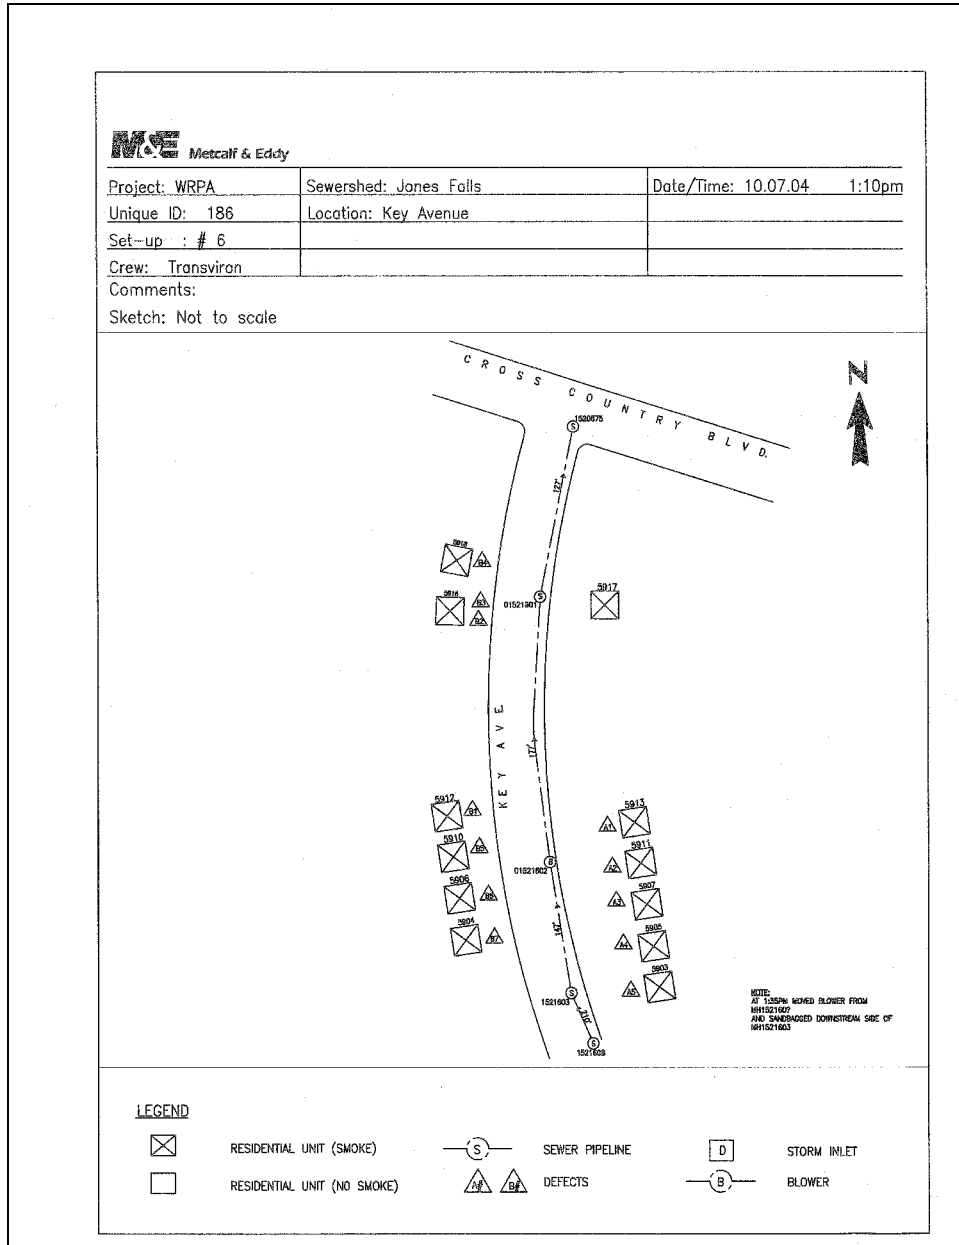 M&E Metcalf & Eddy
Project: WRPA Sewershed: Jones Falls Date/Time: 10.07.04 1:10pm
Unique ID: 186 Location: Key Avenue
Set-up : # 6
Crew: Transviron
Comments:
Sketch: Not to scale
N
CROSS COUNTRY BLVD.
1520675
127'
B4
5917
5916
B3
B2
01521301
177'
KEY AVE.
5912
B1
5913
A1
5910
B5
5911
A2
01521602
5906
B6
5907
A3
5904
B7
147'
5905
A4
5903
A5
1521603
210'
NOTE:
AT 1:35PM MOVED BLOWER FROM
AND SANDBAGGED DOWNSTREAM SIDE OF
MH1521603
LEGEND
RESIDENTIAL UNIT (SMOKE) S SEWER PIPELINE D STORM INLET
RESIDENTIAL UNIT (NO SMOKE) A# B# DEFECTS B BLOWER